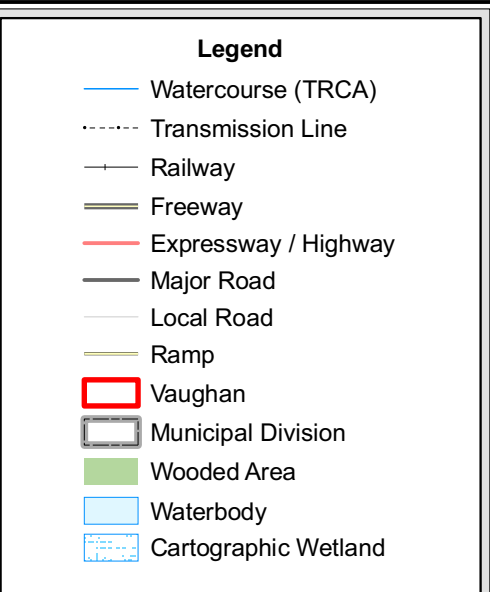 Legend
Watercourse (TRCA)
Transmission Line
Railway
Freeway
Expressway / Highway
Major Road
Local Road
Ramp
Vaughan
Municipal Division
Wooded Area
Waterbody
Cartographic Wetland